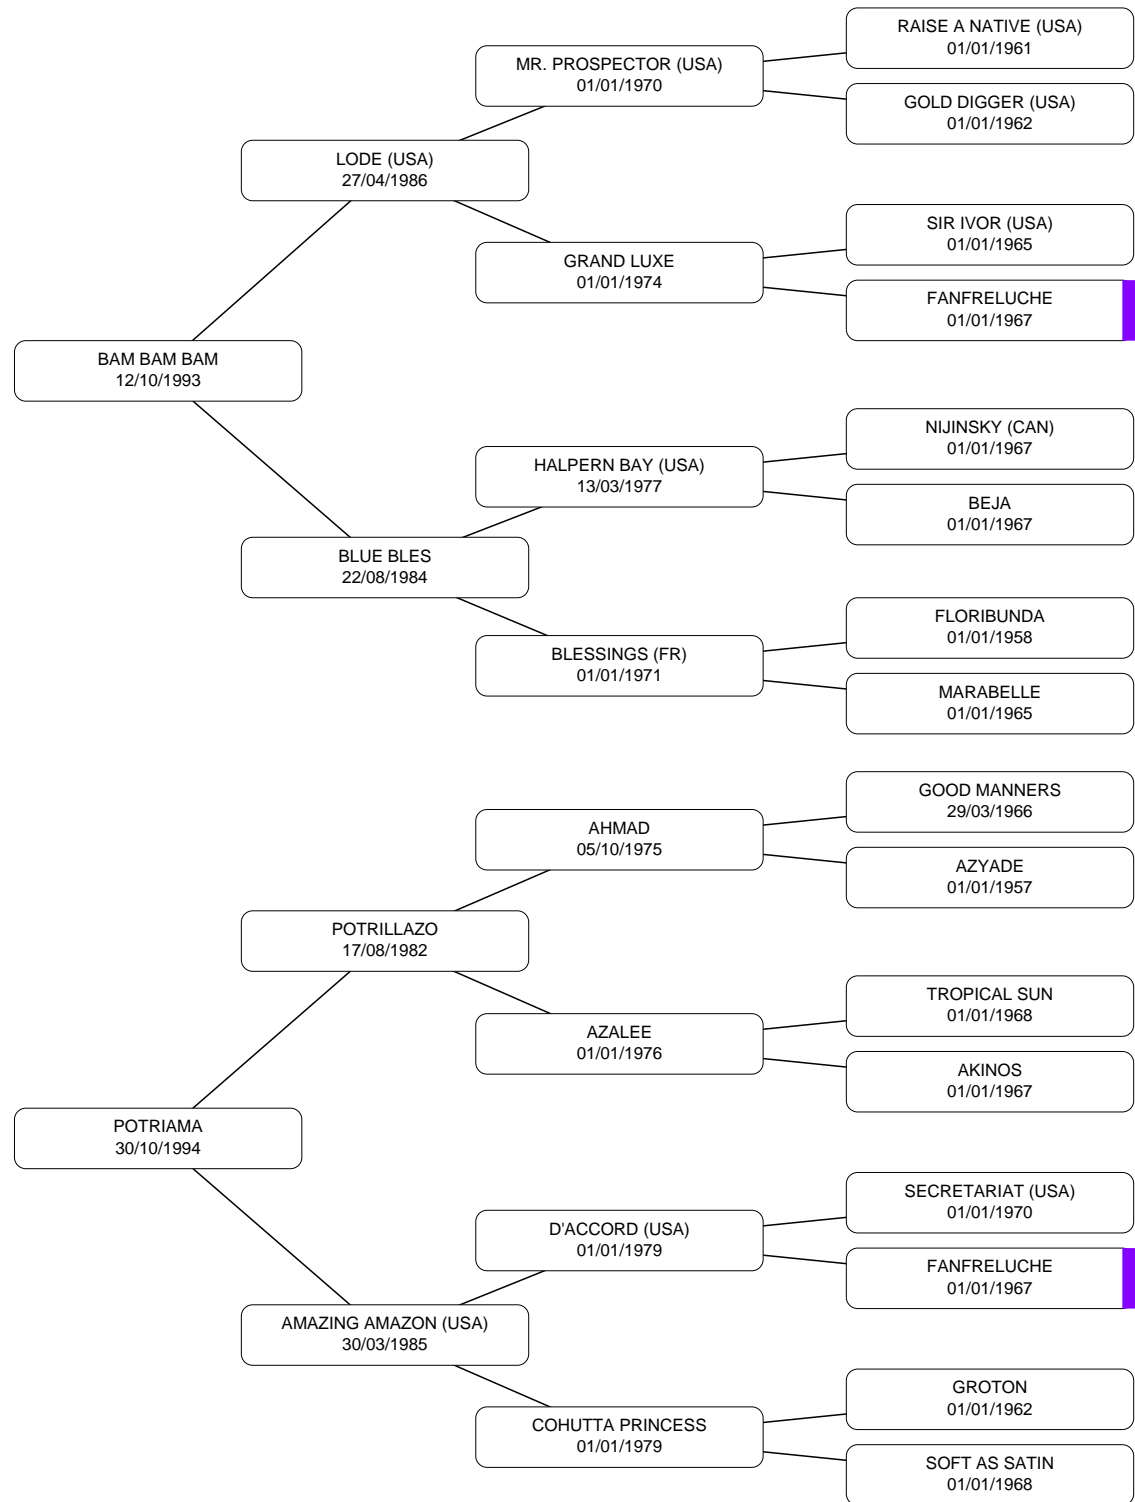 RAISE A NATIVE (USA)
01/01/1961
MR. PROSPECTOR (USA)
01/01/1970
GOLD DIGGER (USA)
01/01/1962
LODE (USA)
27/04/1986
SIR IVOR (USA)
01/01/1965
GRAND LUXE
01/01/1974
FANFRELUCHE
01/01/1967
BAM BAM BAM
12/10/1993
NIJINSKY (CAN)
01/01/1967
HALPERN BAY (USA)
13/03/1977
BEJA
01/01/1967
BLUE BLES
22/08/1984
FLORIBUNDA
01/01/1958
BLESSINGS (FR)
01/01/1971
MARABELLE
01/01/1965
GOOD MANNERS
29/03/1966
AHMAD
05/10/1975
AZYADE
01/01/1957
POTRILLAZO
17/08/1982
TROPICAL SUN
01/01/1968
AZALEE
01/01/1976
AKINOS
01/01/1967
POTRIAMA
30/10/1994
SECRETARIAT (USA)
01/01/1970
D'ACCORD (USA)
01/01/1979
FANFRELUCHE
01/01/1967
AMAZING AMAZON (USA)
30/03/1985
GROTON
01/01/1962
COHUTTA PRINCESS
01/01/1979
SOFT AS SATIN
01/01/1968